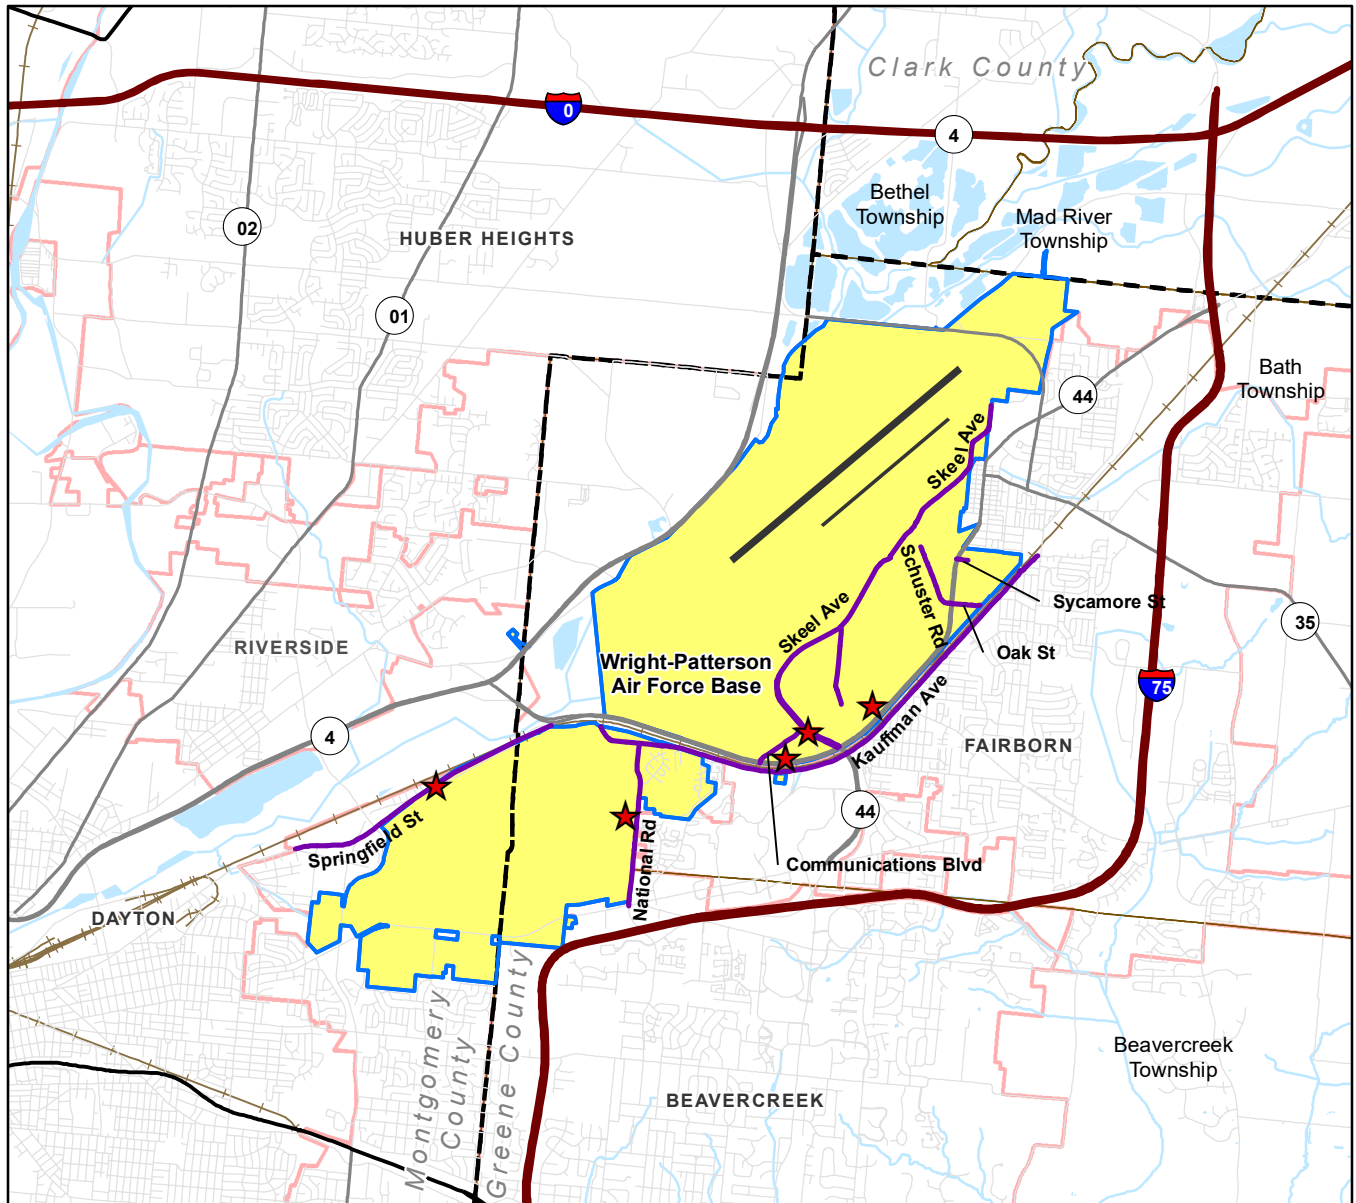 Clark County
0
4
Bethel
Township
Mad River
Township
02
HUBER HEIGHTS
01
Bath
Township
44
Skeel Ave
Schuster Rd
Sycamore St
35
Skeel Ave
Oak St
RIVERSIDE
Wright-Patterson
Air Force Base
75
Kauffman Ave
4
FAIRBORN
44
Springfield St
National Rd
Communications Blvd
DAYTON
Montgomery
County
Greene County
Beavercreek
Township
BEAVERCREEK